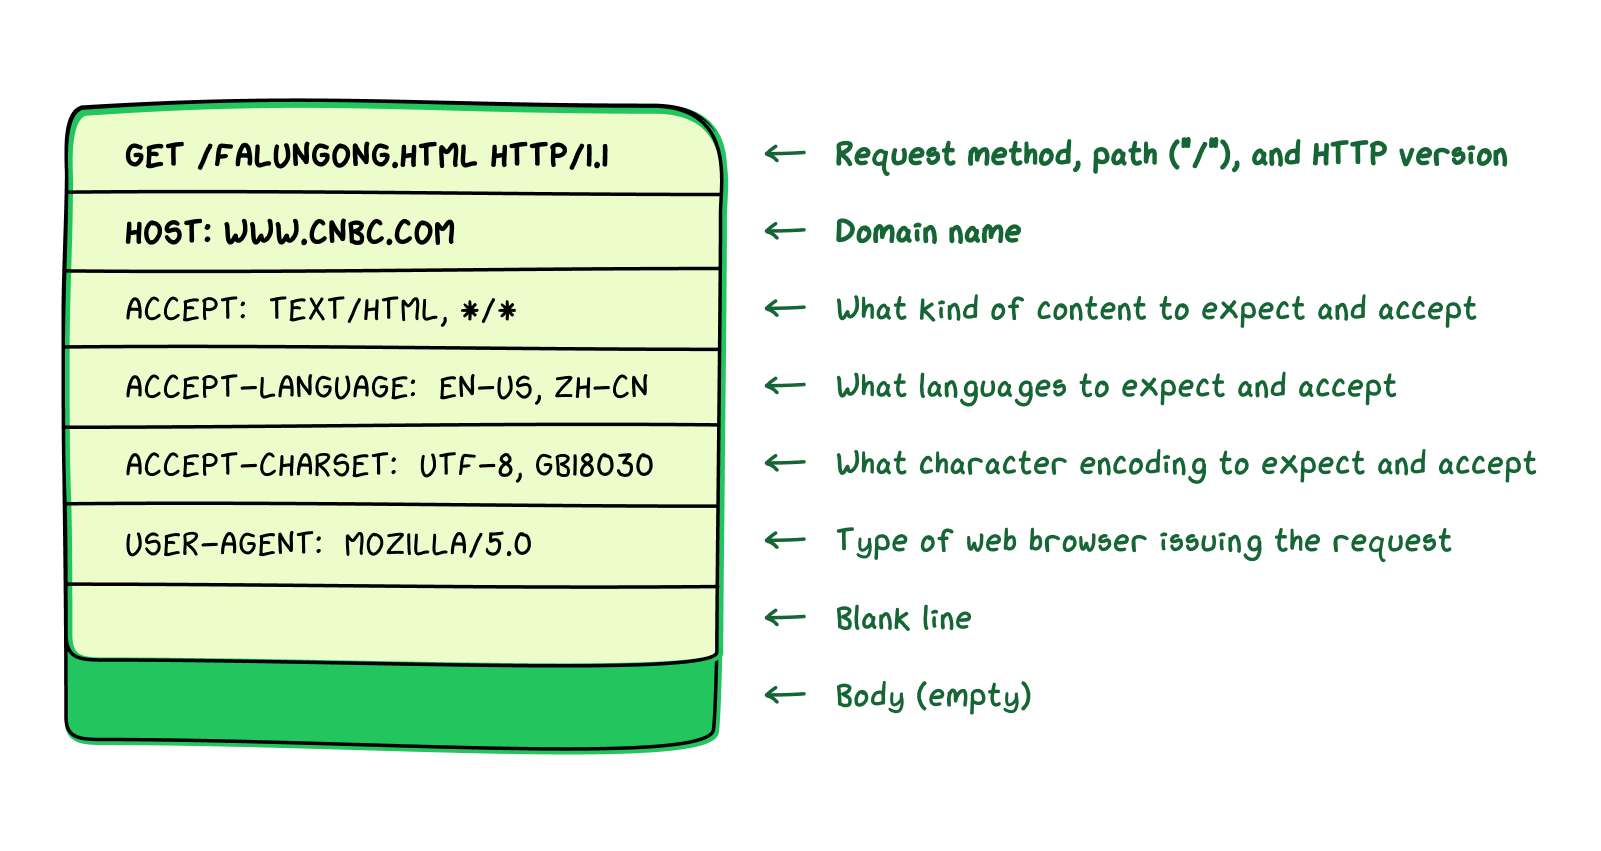 GET /FALUNGONG.HTML HTTP/1.1 ← Request method, path ("/"), and HTTP version
HOST: WWW.CNBC.COM ← Domain name
ACCEPT: TEXT/HTML, */* ← What kind of content to expect and accept
ACCEPT-LANGUAGE: EN-US, ZH-CN ← What languages to expect and accept
ACCEPT-CHARSET: UTF-8, GB18030 ← What character encoding to expect and accept
USER-AGENT: MOZILLA/5.0 ← Type of web browser issuing the request
← Blank line
← Body (empty)